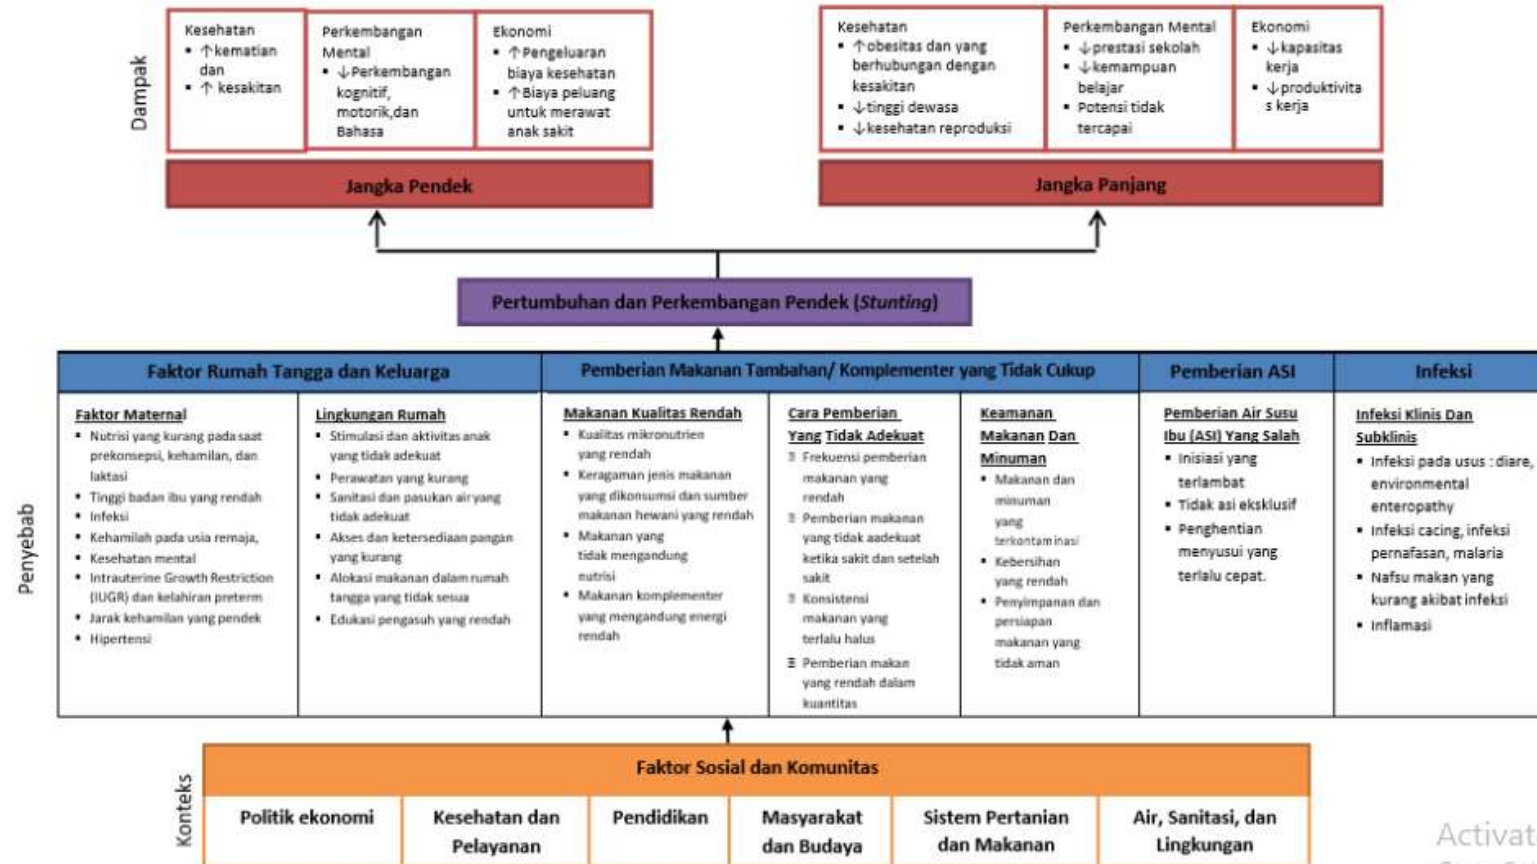 Dampak
Kesehatan
▪ ↑kematian
dan
▪ ↑ kesakitan
Perkembangan
Mental
▪ ↓Perkembangan
kognitif,
motorik,dan
Bahasa
Ekonomi
▪ ↑Pengeluaran
biaya kesehatan
▪ ↑Biaya peluang
untuk merawat
anak sakit
Jangka Pendek
Kesehatan
▪ ↑obesitas dan yang
berhubungan dengan
kesakitan
▪ ↓tinggi dewasa
▪ ↓kesehatan reproduksi
Perkembangan Mental
▪ ↓prestasi sekolah
▪ ↓kemampuan
belajar
▪ Potensi tidak
tercapai
Ekonomi
▪ ↓kapasitas
kerja
▪ ↓produktivita
s kerja
Jangka Panjang
Pertumbuhan dan Perkembangan Pendek (Stunting)
Penyebab
Faktor Rumah Tangga dan Keluarga
Faktor Maternal
▪ Nutrisi yang kurang pada saat
prekonsepsi, kehamilan, dan
laktasi
▪ Tinggi badan ibu yang rendah
▪ Infeksi
▪ Kehamilah pada usia remaja,
▪ Kesehatan mental
▪ Intrauterine Growth Restriction
(IUGR) dan kelahiran preterm
▪ Jarak kehamilan yang pendek
▪ Hipertensi
Lingkungan Rumah
▪ Stimulasi dan aktivitas anak
yang tidak adekuat
▪ Perawatan yang kurang
▪ Sanitasi dan pasukan air yang
tidak adekuat
▪ Akses dan ketersediaan pangan
yang kurang
▪ Alokasi makanan dalam rumah
tangga yang tidak sesua
▪ Edukasi pengasuh yang rendah
Pemberian Makanan Tambahan/ Komplementer yang Tidak Cukup
Makanan Kualitas Rendah
▪ Kualitas mikronutrien
yang rendah
▪ Keragaman jenis makanan
yang dikonsumsi dan sumber
makanan hewani yang rendah
▪ Makanan yang
tidak mengandung
nutrisi
▪ Makanan komplementer
yang mengandung energi
rendah
Cara Pemberian
Yang Tidak Adekuat
Frekuensi pemberian
makanan yang
rendah
Pemberian makanan
yang tidak aadekuat
ketika sakit dan setelah
sakit
Konsistensi
makanan yang
terlalu halus
Pemberian makan
yang rendah dalam
kuantitas
Keamanan
Makanan Dan
Minuman
▪ Makanan dan
minuman
yang
terkontaminasi
▪ Kebersihan
yang rendah
▪ Penyimpanan dan
persiapan
makanan yang
tidak aman
Pemberian ASI
Pemberian Air Susu
Ibu (ASI) Yang Salah
▪ Inisiasi yang
terlambat
▪ Tidak asi eksklusif
▪ Penghentian
menyusui yang
terlalu cepat.
Infeksi
Infeksi Klinis Dan
Subklinis
▪ Infeksi pada usus : diare,
environmental
enteropathy
▪ Infeksi cacing, infeksi
pernafasan, malaria
▪ Nafsu makan yang
kurang akibat infeksi
▪ Inflamasi
Konteks
Faktor Sosial dan Komunitas
Politik ekonomi
Kesehatan dan
Pelayanan
Pendidikan
Masyarakat
dan Budaya
Sistem Pertanian
dan Makanan
Air, Sanitasi, dan
Lingkungan
Activat